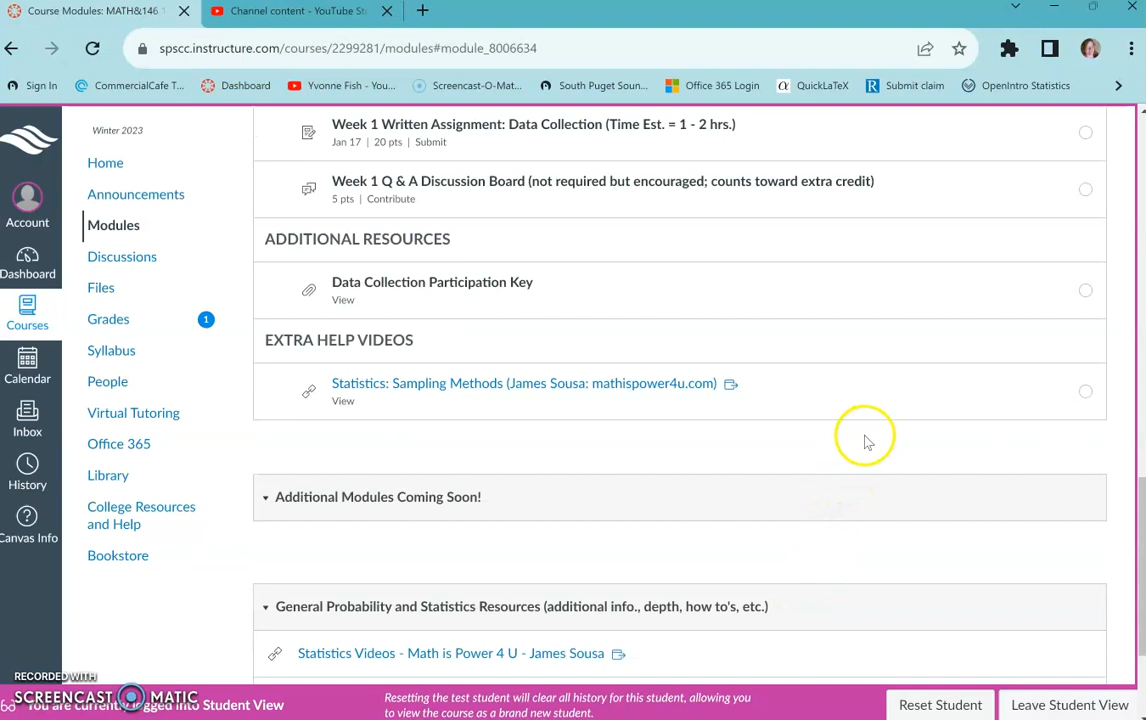 Course Modules: MATH&146
Channel content - YouTube St
spscc.instructure.com/courses/2299281/modules#module_8006634
Sign In
CommercialCafe T...
Dashboard
Yvonne Fish - You...
Screencast-O-Mat...
South Puget Soun...
Office 365 Login
QuickLaTeX
Submit claim
OpenIntro Statistics
Account
Dashboard
Courses
Calendar
Inbox
History
Canvas Info
Winter 2023
Home
Announcements
Modules
Discussions
Files
Grades 1
Syllabus
People
Virtual Tutoring
Office 365
Library
College Resources
and Help
Bookstore
Week 1 Written Assignment: Data Collection (Time Est. = 1 - 2 hrs.)
Jan 17 | 20 pts | Submit
Week 1 Q & A Discussion Board (not required but encouraged; counts toward extra credit)
5 pts | Contribute
ADDITIONAL RESOURCES
Data Collection Participation Key
View
EXTRA HELP VIDEOS
Statistics: Sampling Methods (James Sousa: mathispower4u.com)
View
Additional Modules Coming Soon!
General Probability and Statistics Resources (additional info., depth, how to's, etc.)
Statistics Videos - Math is Power 4 U - James Sousa
RECORDED WITH
SCREENCAST MATIC
You are currently logged into Student View
Resetting the test student will clear all history for this student, allowing you
to view the course as a brand new student.
Reset Student
Leave Student View